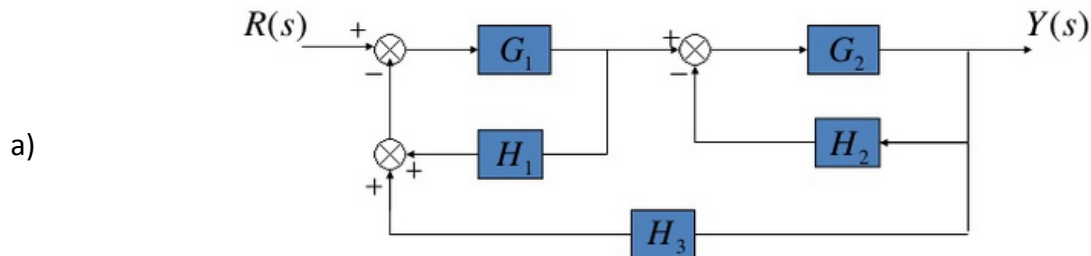 R(s) + − G₁ + − G₂ Y(s)
a) H₁ + + H₂
H₃